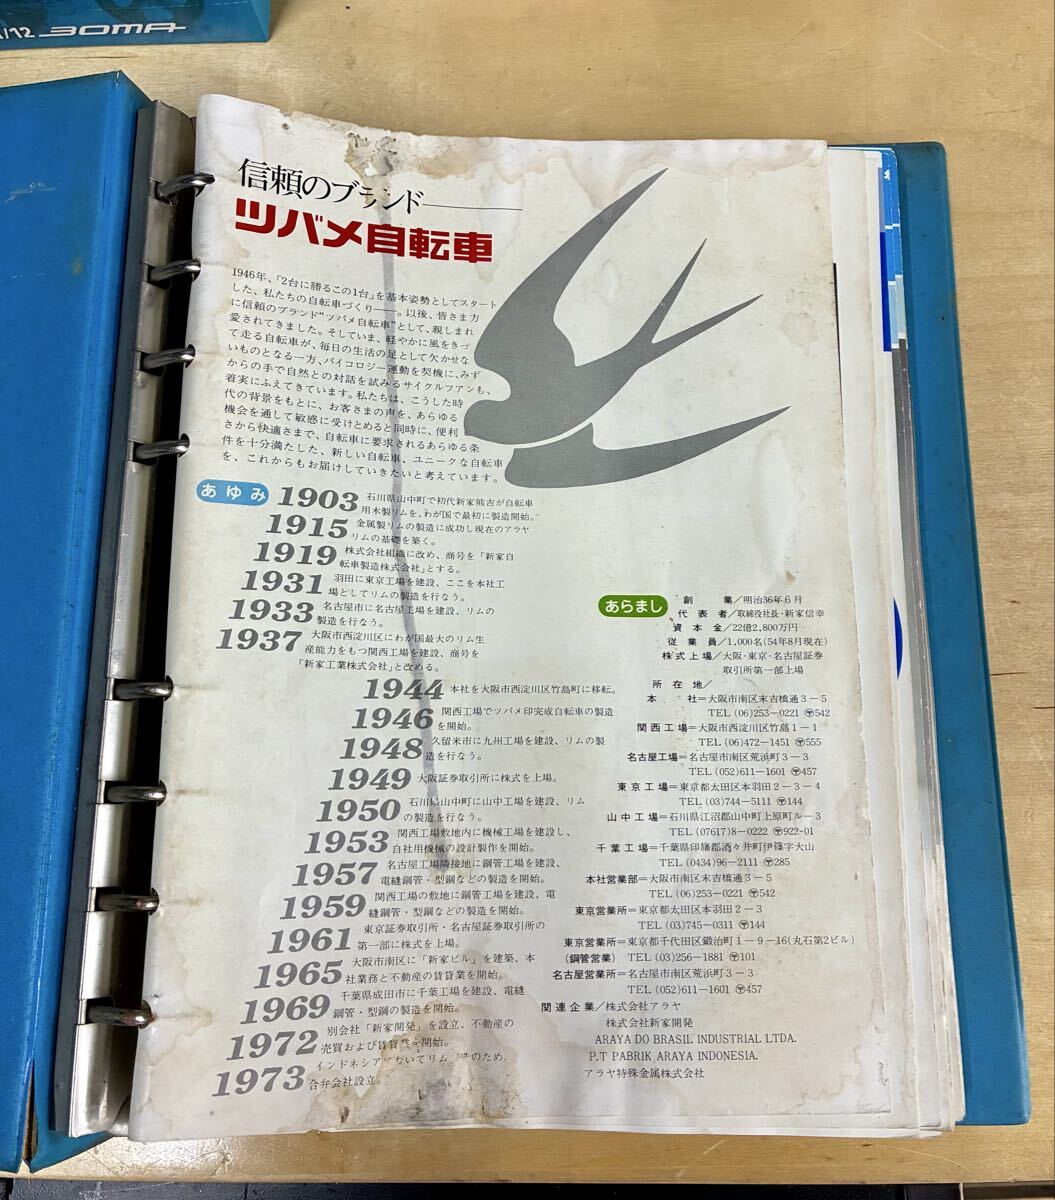 1/12 30MA
信頼のブランド
ツバメ自転車
1946年、「2台に勝るこの1台」を基本姿勢としてスタート
した、私たちの自転車づくり――。以後、皆さま方
に信頼のブランド"ツバメ自転車"として、親しまれ
愛されてきました。そしていま、軽やかに風をきっ
て走る自転車が、毎日の生活の足として欠かせな
いものとなる一方、バイコロジー運動を契機に、みず
からの手で自然との対話を試みるサイクルファンも、
着実にふえてきています。私たちは、こうした時
代の背景をもとに、お客さまの声を、あらゆる
機会を通して敏感に受けとめると同時に、便利
さから快適さまで、自転車に要求されるあらゆる条
件を十分満たした、新しい自転車、ユニークな自転車
を、これからもお届けしていきたいと考えています。
あゆみ
1903 石川県山中町で初代新家熊吉が自転車
用木製リムを、わが国で最初に製造開始。
1915 金属製リムの製造に成功し現在のアラヤ
リムの基礎を築く。
1919 株式会社組織に改め、商号を「新家自
転車製造株式会社」とする。
1931 羽田に東京工場を建設、ここを本社工
場としてリムの製造を行なう。
1933 名古屋市に名古屋工場を建設、リムの
製造を行なう。
1937 大阪市西淀川区にわが国最大のリム生
産能力をもつ関西工場を建設、商号を
「新家工業株式会社」と改める。
1944 本社を大阪市西淀川区竹島町に移転。
1946 関西工場でツバメ印完成自転車の製造
を開始。
1948 久留米市に九州工場を建設、リムの製
造を行なう。
1949 大阪証券取引所に株式を上場。
1950 石川県山中町に山中工場を建設、リム
の製造を行なう。
1953 関西工場敷地内に機械工場を建設し、
自社用機械の設計製作を開始。
1957 名古屋工場隣接地に鋼管工場を建設、
電縫鋼管・型鋼などの製造を開始。
1959 関西工場の敷地に鋼管工場を建設、電
縫鋼管・型鋼などの製造を開始。
1961 東京証券取引所・名古屋証券取引所の
第一部に株式を上場。
1965 大阪市南区に「新家ビル」を建築、本
社業務と不動産の賃貸業を開始。
1969 千葉県成田市に千葉工場を建設、電縫
鋼管・型鋼の製造を開始。
1972 別会社「新家開発」を設立、不動産の
売買および賃貸業を開始。
1973 インドネシアにおいてリム のため、
合弁会社設立。
あらまし
創業/明治36年6月
代表者/取締役社長・新家信幸
資本金/22億2,800万円
従業員/1,000名(54年8月現在)
株式上場/大阪・東京・名古屋証券
取引所第一部上場
所在地/
本社=大阪市南区末吉橋通3-5
TEL (06)253-0221 〶542
関西工場=大阪市西淀川区竹島1-1
TEL (06)472-1451 〶555
名古屋工場=名古屋市南区荒浜町3-3
TEL (052)611-1601 〶457
東京工場=東京都太田区本羽田2-3-4
TEL (03)744-5111 〶144
山中工場=石川県江沼郡山中町上原町ル-3
TEL (07617)8-0222 〶922-01
千葉工場=千葉県印旛郡酒々井町伊篠字大山
TEL (0434)96-2111 〶285
本社営業部=大阪市南区末吉橋通3-5
TEL (06)253-0221 〶542
東京営業所=東京都太田区本羽田2-3
TEL (03)745-0311 〶144
東京営業所=東京都千代田区鍛治町1-9-16(丸石第2ビル)
(鋼管営業) TEL (03)256-1881 〶101
名古屋営業所=名古屋市南区荒浜町3-3
TEL (052)611-1601 〶457
関連企業/株式会社アラヤ
株式会社新家開発
ARAYA DO BRASIL INDUSTRIAL LTDA.
P.T PABRIK ARAYA INDONESIA.
アラヤ特殊金属株式会社